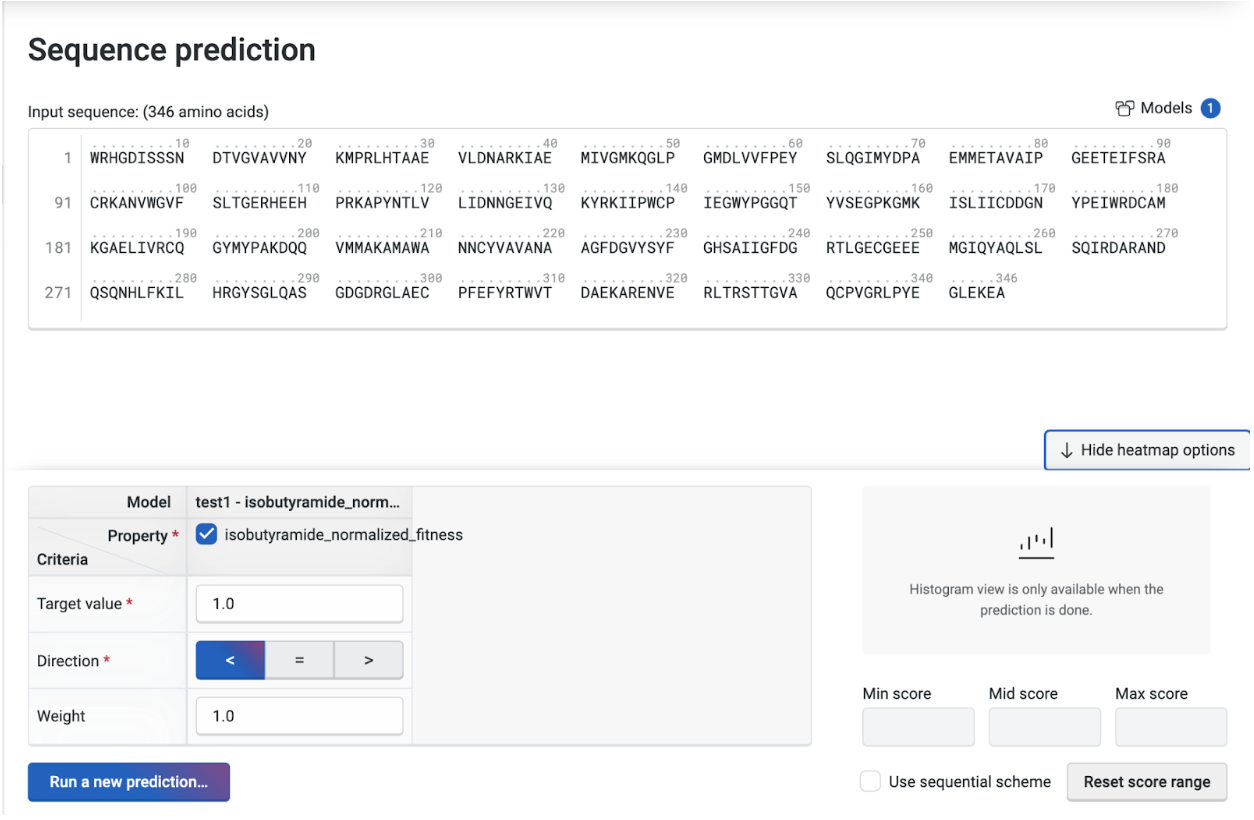 Sequence prediction
Input sequence: (346 amino acids)
Models 1
.........10 .........20 .........30 .........40 .........50 .........60 .........70 .........80 .........90
1 WRHGDISSSN DTVGVAVVNY KMPRLHTAAE VLDNARKIAE MIVGMKQGLP GMDLVVFPEY SLQGIMYDPA EMMETAVAIP GEETEIFSRA
.........100 .........110 .........120 .........130 .........140 .........150 .........160 .........170 .........180
91 CRKANVWGVF SLTGERHEEH PRKAPYNTLV LIDNNGEIVQ KYRKIIPWCP IEGWYPGGQT YVSEGPKGMK ISLIICDDGN YPEIWRDCAM
.........190 .........200 .........210 .........220 .........230 .........240 .........250 .........260 .........270
181 KGAELIVRCQ GYMYPAKDQQ VMMAKAMAWA NNCYVAVANA AGFDGVYSYF GHSAIIGFDG RTLGECGEEE MGIQYAQLSL SQIRDARAND
.........280 .........290 .........300 .........310 .........320 .........330 .........340 .....346
271 QSQNHLFKIL HRGYSGLQAS GDGDRGLAEC PFEFYRTWVT DAEKARENVE RLTRSTTGVA QCPVGRLPYE GLEKEA
↓ Hide heatmap options
Model test1 - isobutyramide_norm...
Property * isobutyramide_normalized_fitness
Criteria
Target value * 1.0
Direction * < = >
Weight 1.0
Run a new prediction...
Histogram view is only available when the
prediction is done.
Min score Mid score Max score
Use sequential scheme Reset score range